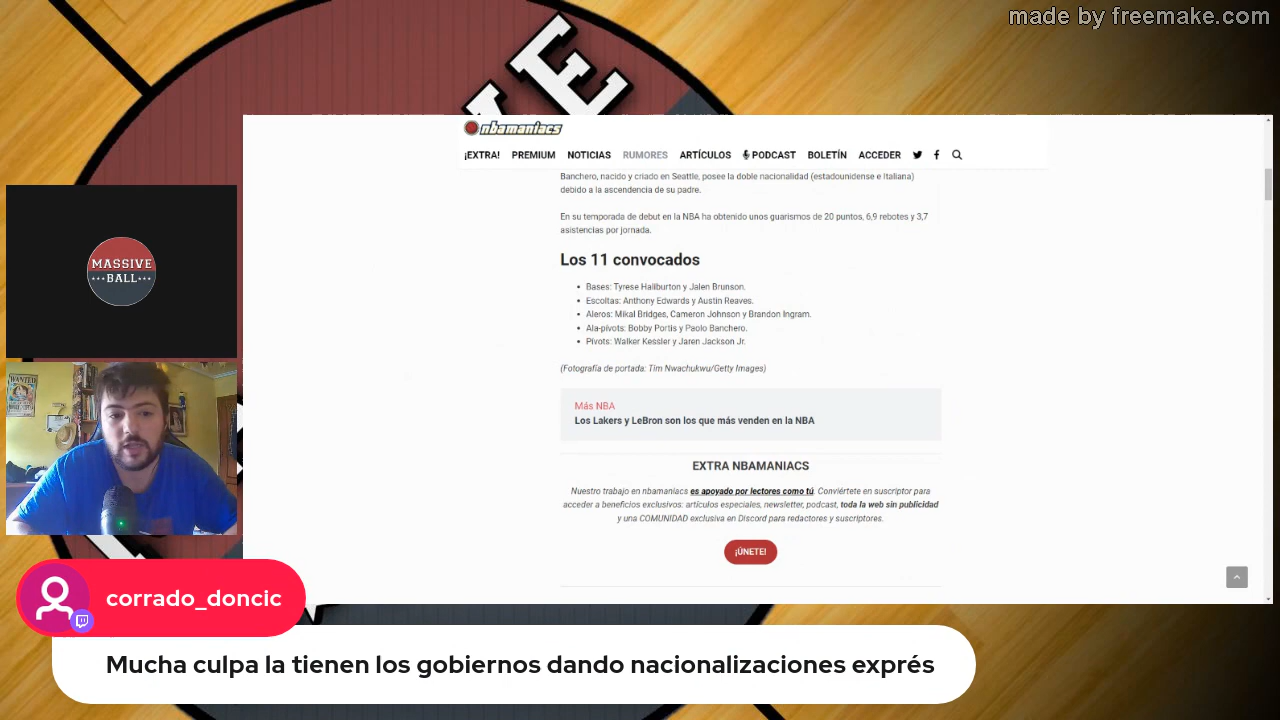 made by freemake.com
E
nbamaniacs
¡EXTRA! PREMIUM NOTICIAS RUMORES ARTÍCULOS PODCAST BOLETÍN ACCEDER
Banchero, nacido y criado en Seattle, posee la doble nacionalidad (estadounidense e italiana)
debido a la ascendencia de su padre.
En su temporada de debut en la NBA ha obtenido unos guarismos de 20 puntos, 6,9 rebotes y 3,7
asistencias por jornada.
Los 11 convocados
• Bases: Tyrese Haliburton y Jalen Brunson.
• Escoltas: Anthony Edwards y Austin Reaves.
• Aleros: Mikal Bridges, Cameron Johnson y Brandon Ingram.
• Ala-pívots: Bobby Portis y Paolo Banchero.
• Pívots: Walker Kessler y Jaren Jackson Jr.
(Fotografía de portada: Tim Nwachukwu/Getty Images)
Más NBA
Los Lakers y LeBron son los que más venden en la NBA
EXTRA NBAMANIACS
Nuestro trabajo en nbamaniacs es apoyado por lectores como tú. Conviértete en suscriptor para
acceder a beneficios exclusivos: artículos especiales, newsletter, podcast, toda la web sin publicidad
y una COMUNIDAD exclusiva en Discord para redactores y suscriptores.
¡ÚNETE!
MASSIVE
BALL
WANTED
corrado_doncic
Mucha culpa la tienen los gobiernos dando nacionalizaciones exprés